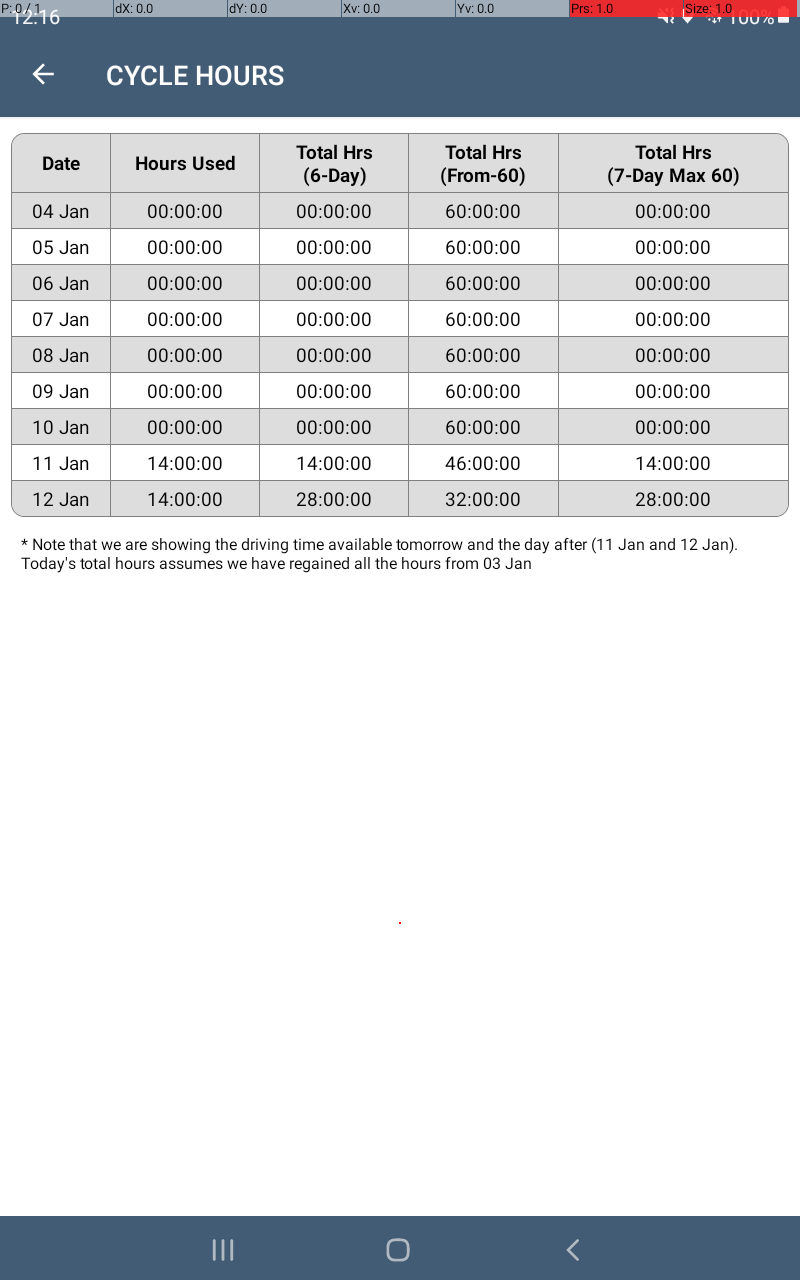 P: 0 / 1 dX: 0.0 dY: 0.0 Xv: 0.0 Yv: 0.0 Prs: 1.0 Size: 1.0
12:16 100%
CYCLE HOURS
Date Hours Used Total Hrs (6-Day) Total Hrs (From-60) Total Hrs (7-Day Max 60)
04 Jan 00:00:00 00:00:00 60:00:00 00:00:00
05 Jan 00:00:00 00:00:00 60:00:00 00:00:00
06 Jan 00:00:00 00:00:00 60:00:00 00:00:00
07 Jan 00:00:00 00:00:00 60:00:00 00:00:00
08 Jan 00:00:00 00:00:00 60:00:00 00:00:00
09 Jan 00:00:00 00:00:00 60:00:00 00:00:00
10 Jan 00:00:00 00:00:00 60:00:00 00:00:00
11 Jan 14:00:00 14:00:00 46:00:00 14:00:00
12 Jan 14:00:00 28:00:00 32:00:00 28:00:00
* Note that we are showing the driving time available tomorrow and the day after (11 Jan and 12 Jan).
Today's total hours assumes we have regained all the hours from 03 Jan